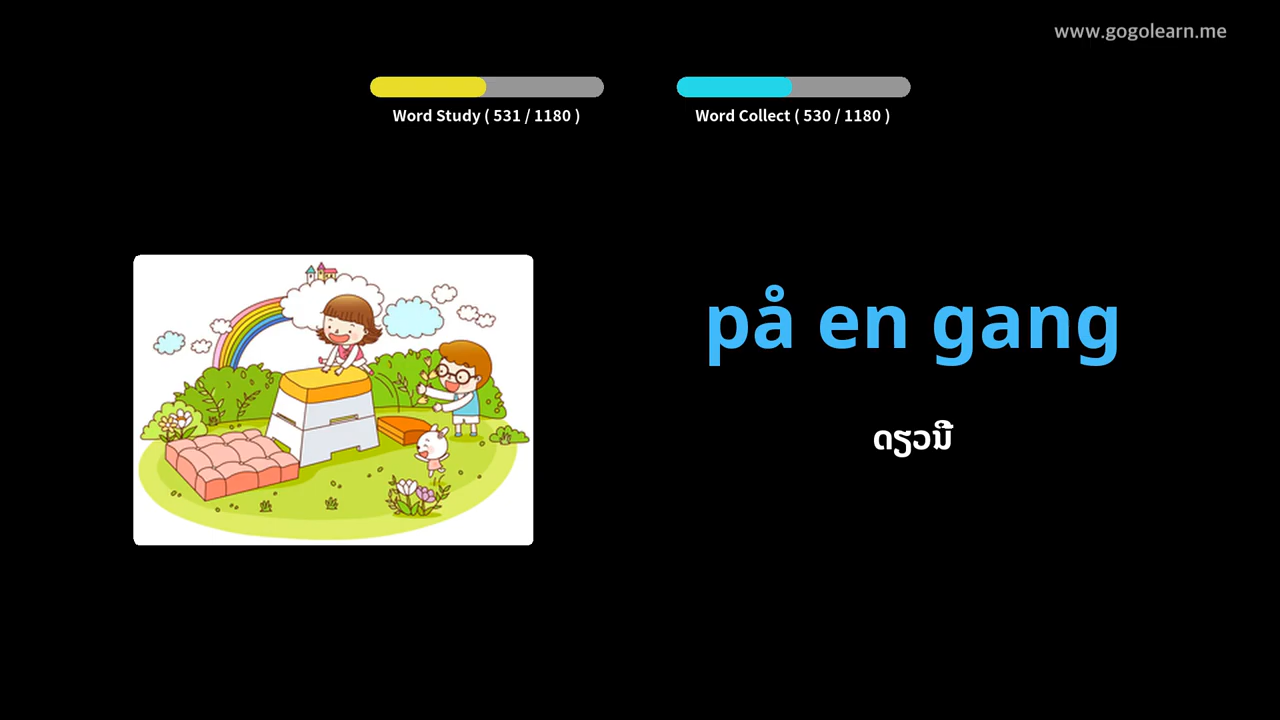 www.gogolearn.me
Word Study ( 531 / 1180 )
Word Collect ( 530 / 1180 )
på en gang
ດຽວນີ້